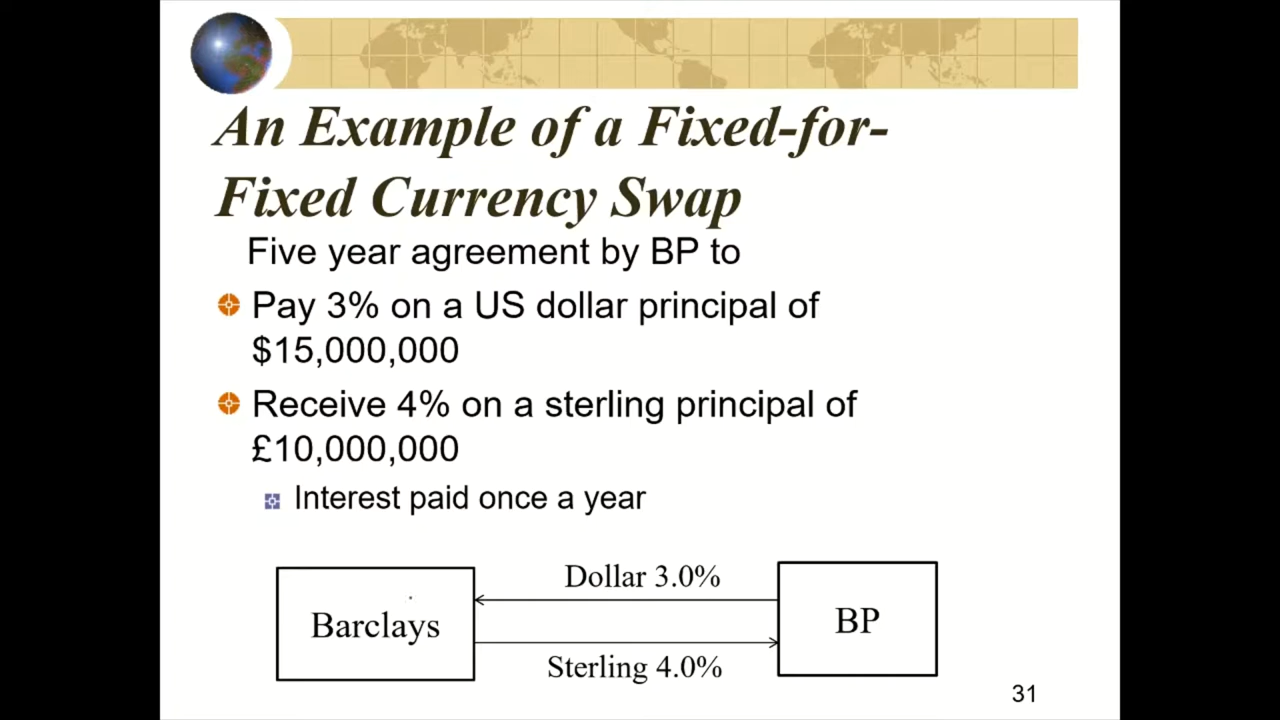 An Example of a Fixed-for-
Fixed Currency Swap
Five year agreement by BP to
Pay 3% on a US dollar principal of
$15,000,000
Receive 4% on a sterling principal of
£10,000,000
Interest paid once a year
Dollar 3.0%
Barclays
BP
Sterling 4.0%
31